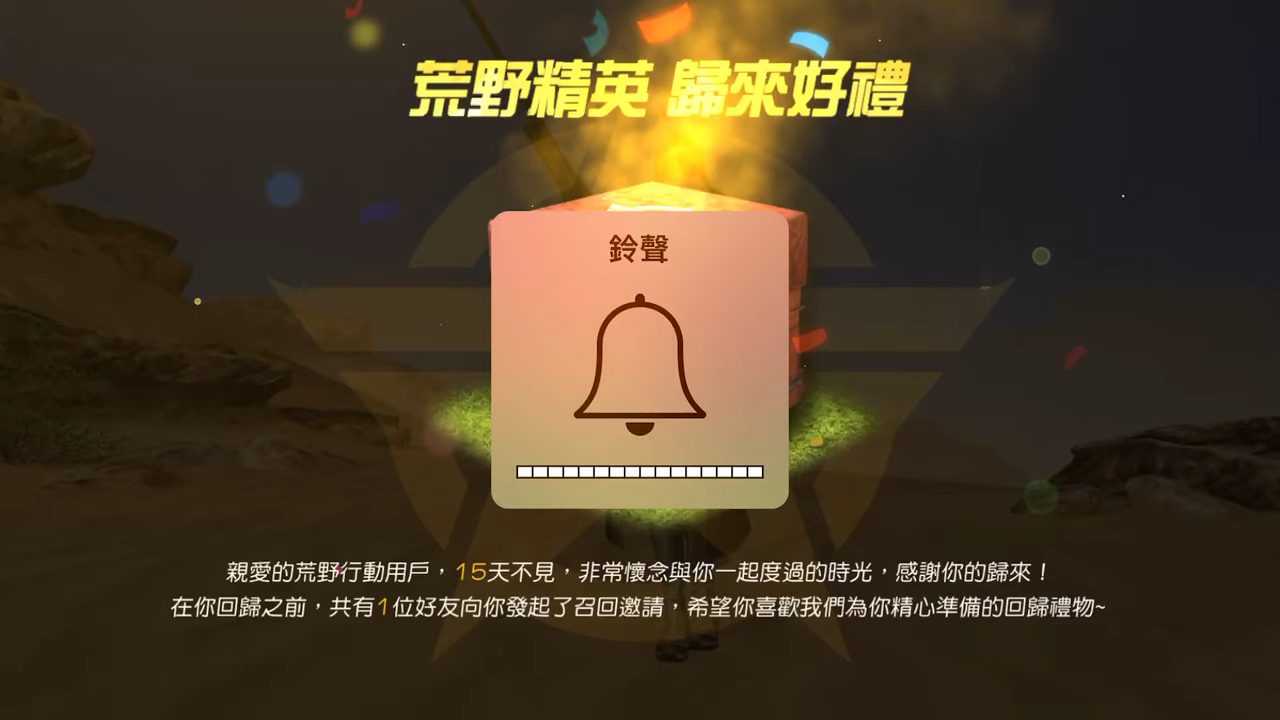 荒野精英 歸來好禮
鈴聲
親愛的荒野行動用戶，15天不見，非常懷念與你一起度過的時光，感謝你的歸來！
在你回歸之前，共有1位好友向你發起了召回邀請，希望你喜歡我們為你精心準備的回歸禮物~